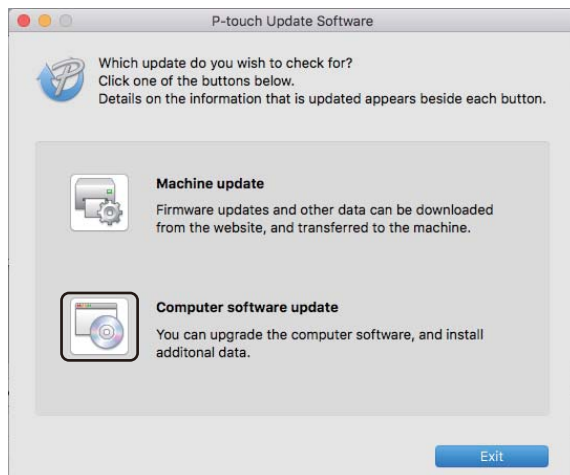 P-touch Update Software
Which update do you wish to check for?
Click one of the buttons below.
Details on the information that is updated appears beside each button.
Machine update
Firmware updates and other data can be downloaded
from the website, and transferred to the machine.
Computer software update
You can upgrade the computer software, and install
additonal data.
Exit